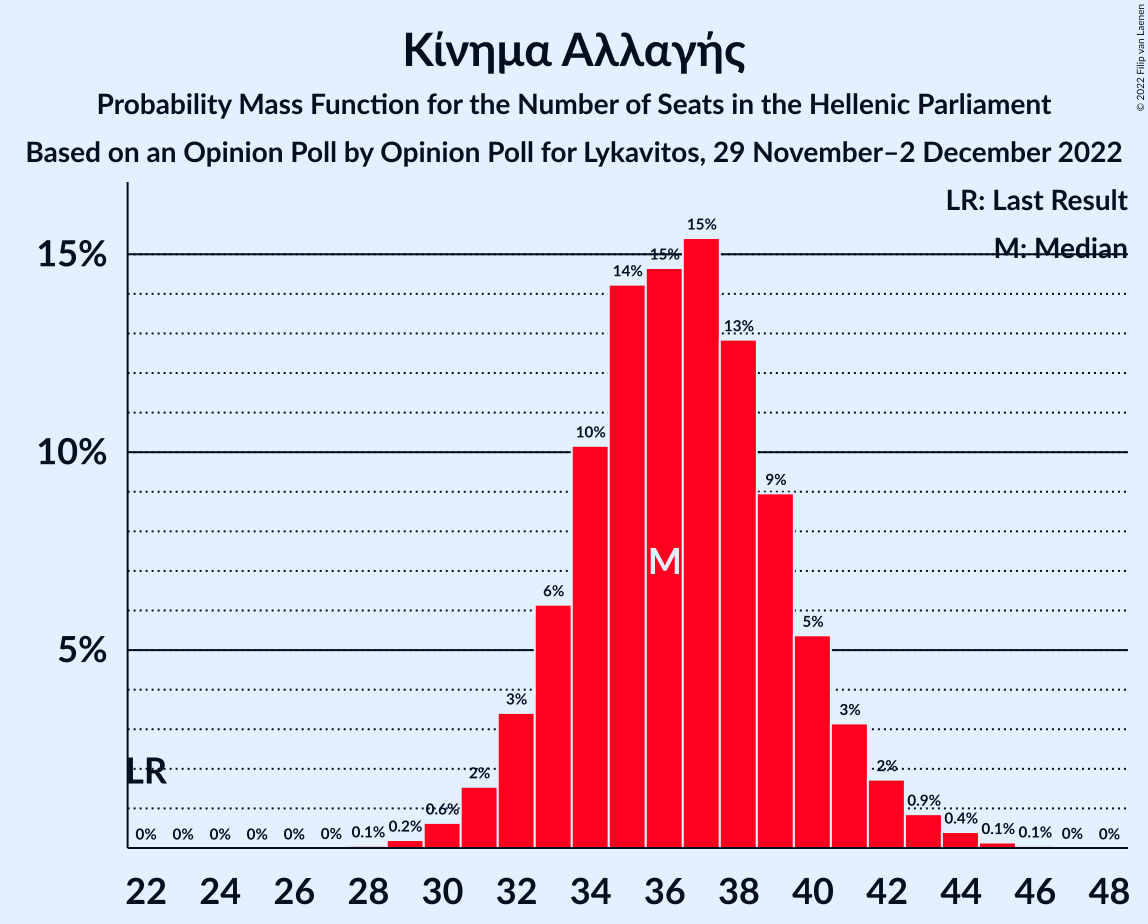 Κίνημα Αλλαγής
Probability Mass Function for the Number of Seats in the Hellenic Parliament
Based on an Opinion Poll by Opinion Poll for Lykavitos, 29 November–2 December 2022
© 2022 Filip van Laenen
LR: Last Result
M: Median
15%
10%
5%
LR
M
0% 0% 0% 0% 0% 0% 0.1% 0.2% 0.6% 2% 3% 6% 10% 14% 15% 15% 13% 9% 5% 3% 2% 0.9% 0.4% 0.1% 0.1% 0% 0%
22 24 26 28 30 32 34 36 38 40 42 44 46 48